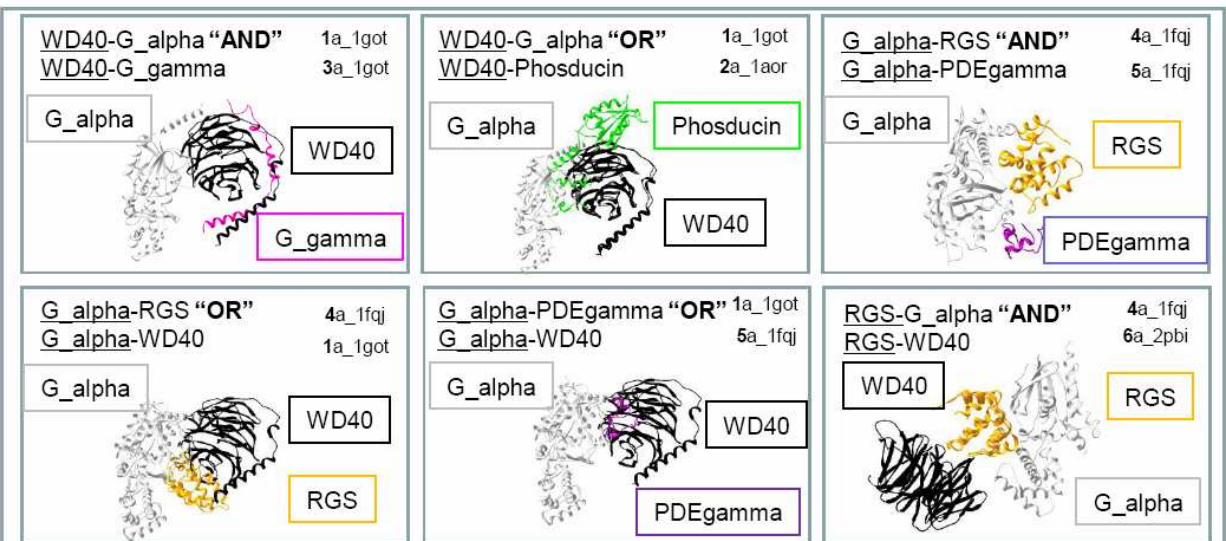 WD40-G_alpha “AND” 1a_1got
WD40-G_gamma 3a_1got
G_alpha
WD40
G_gamma
WD40-G_alpha “OR” 1a_1got
WD40-Phosducin 2a_1aor
G_alpha
Phosducin
WD40
G_alpha-RGS “AND” 4a_1fqj
G_alpha-PDEgamma 5a_1fqj
G_alpha
RGS
PDEgamma
G_alpha-RGS “OR” 4a_1fqj
G_alpha-WD40 1a_1got
G_alpha
WD40
RGS
G_alpha-PDEgamma “OR” 1a_1got
G_alpha-WD40 5a_1fqj
G_alpha
WD40
PDEgamma
RGS-G_alpha “AND” 4a_1fqj
RGS-WD40 6a_2pbi
WD40
RGS
G_alpha